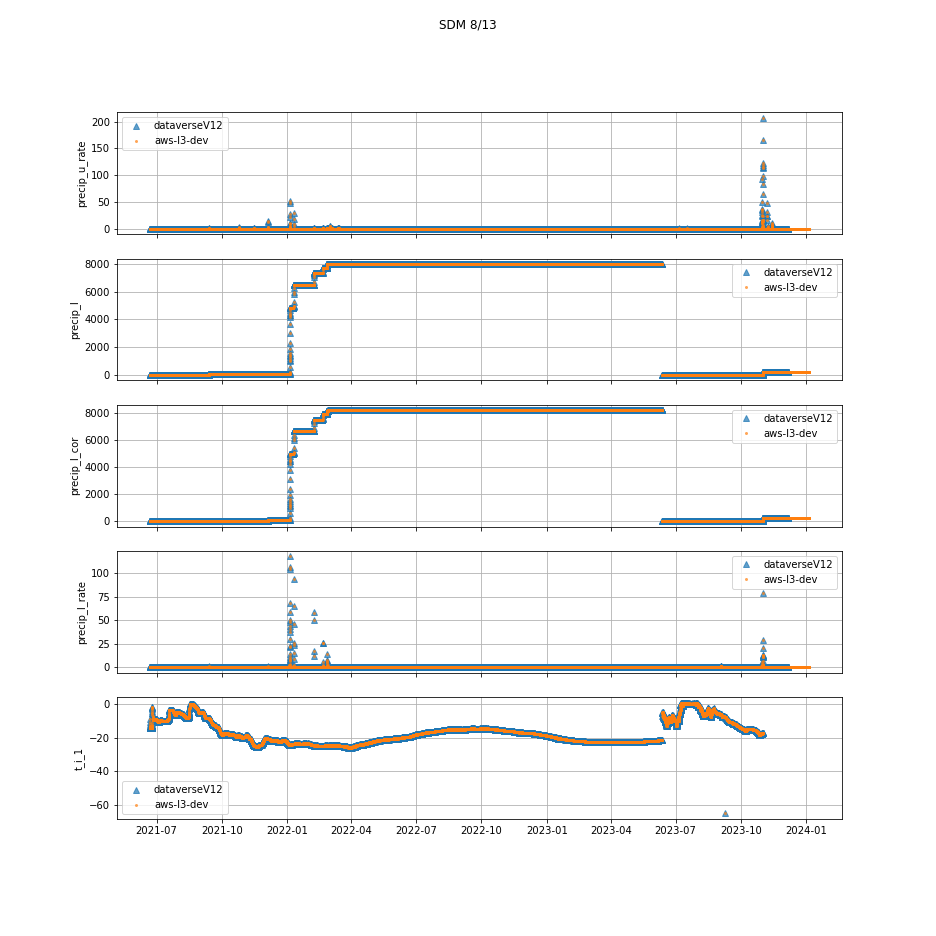 SDM 8/13
200
150
100
50
0
precip_u_rate
dataverseV12
aws-l3-dev
8000
6000
4000
2000
0
precip_l
dataverseV12
aws-l3-dev
8000
6000
4000
2000
0
precip_l_cor
dataverseV12
aws-l3-dev
100
75
50
25
0
precip_l_rate
dataverseV12
aws-l3-dev
0
−20
−40
−60
t_i_1
dataverseV12
aws-l3-dev
2021-07 2021-10 2022-01 2022-04 2022-07 2022-10 2023-01 2023-04 2023-07 2023-10 2024-01